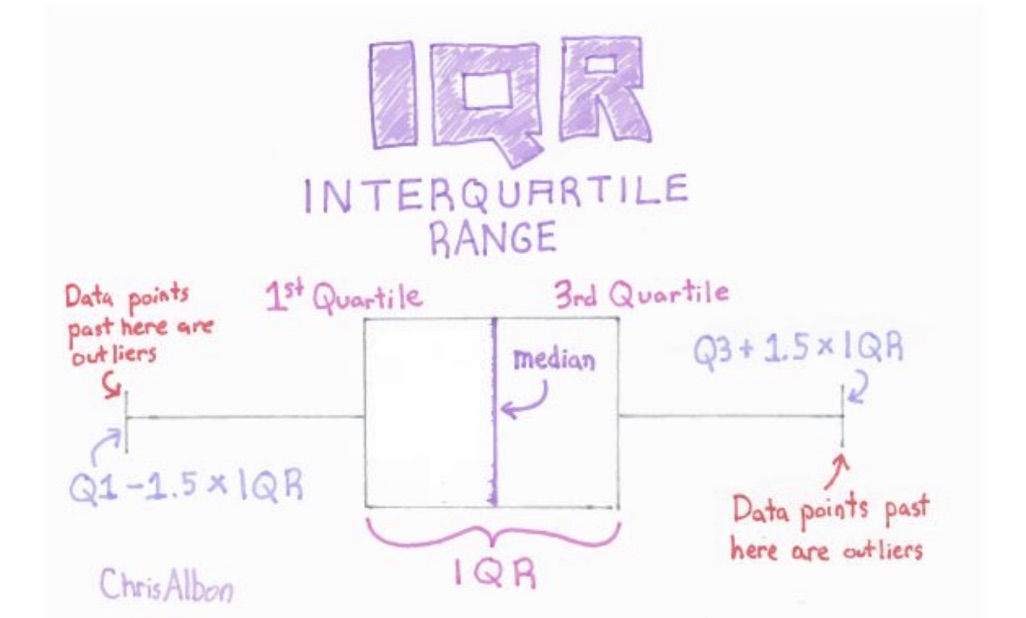 IQR
INTERQUARTILE
RANGE
Data points
past here are
outliers
1st Quartile
3rd Quartile
median
Q3 + 1.5 x IQR
Q1 - 1.5 x IQR
Data points past
here are outliers
IQR
ChrisAlbon